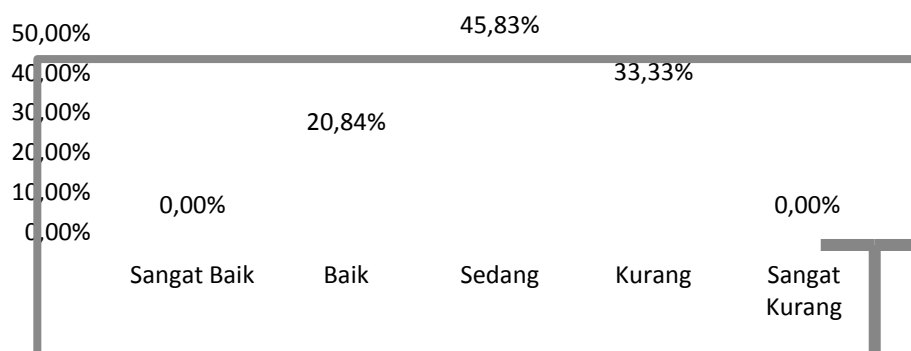 50,00%
45,83%
40,00%
33,33%
30,00%
20,84%
20,00%
10,00%
0,00%
0,00%
0,00%
Sangat Baik
Baik
Sedang
Kurang
Sangat
Kurang